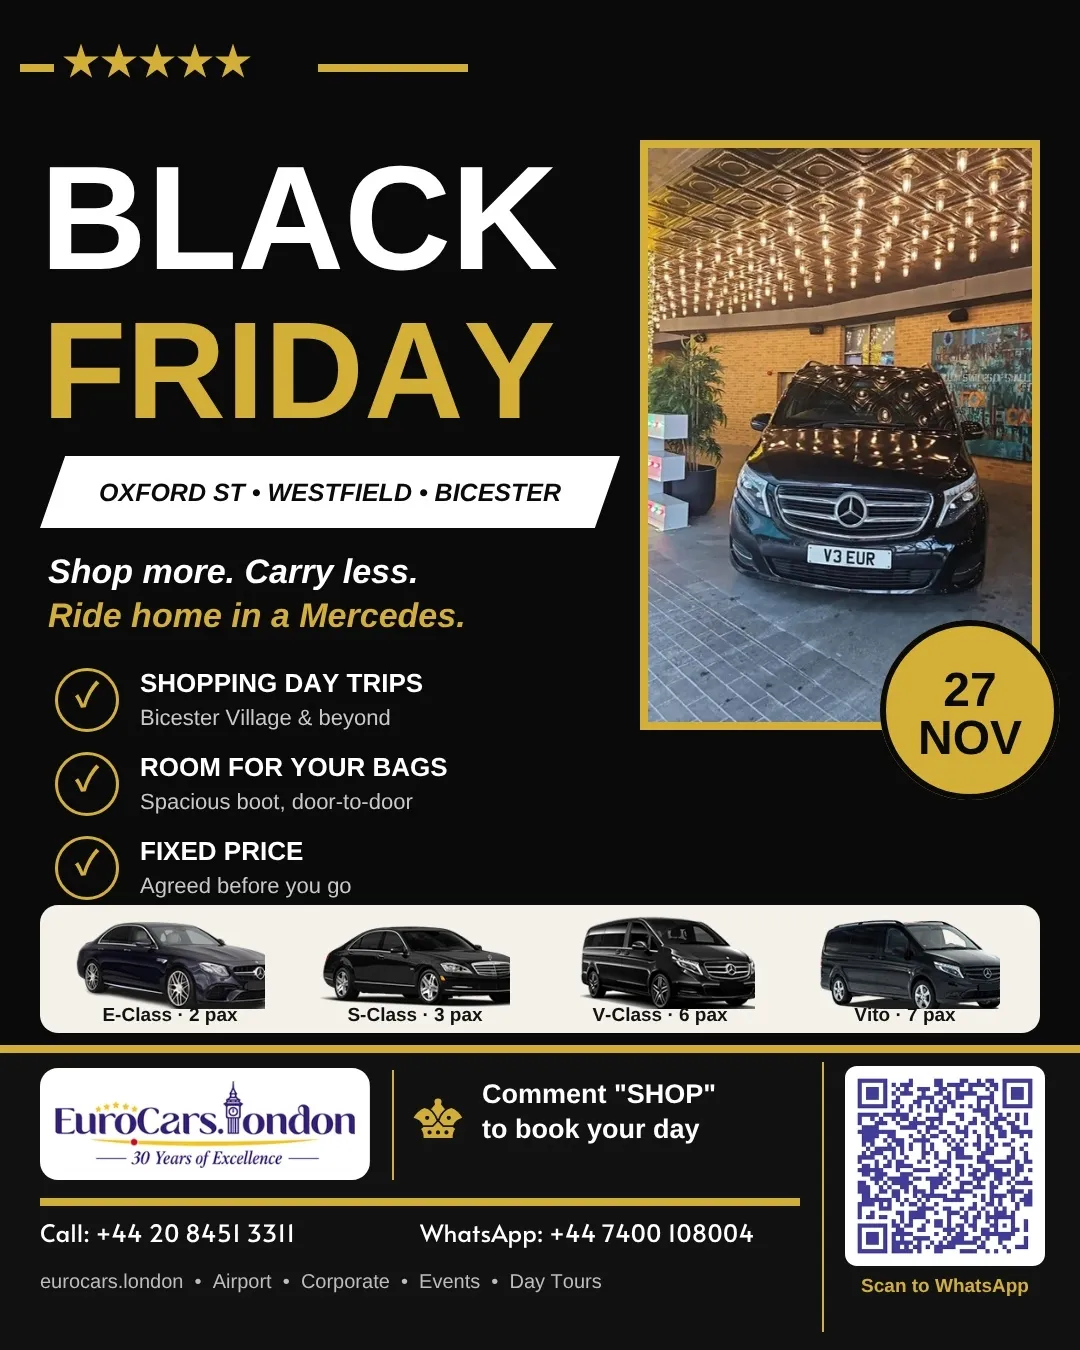 ★★★★★
BLACK
FRIDAY
OXFORD ST • WESTFIELD • BICESTER
Shop more. Carry less.
Ride home in a Mercedes.
✓ SHOPPING DAY TRIPS
Bicester Village & beyond
✓ ROOM FOR YOUR BAGS
Spacious boot, door-to-door
✓ FIXED PRICE
Agreed before you go
V3 EUR
27
NOV
E-Class · 2 pax
S-Class · 3 pax
V-Class · 6 pax
Vito · 7 pax
EuroCars.london
30 Years of Excellence
Comment "SHOP"
to book your day
Call: +44 20 8451 3311
WhatsApp: +44 7400 108004
eurocars.london • Airport • Corporate • Events • Day Tours
Scan to WhatsApp